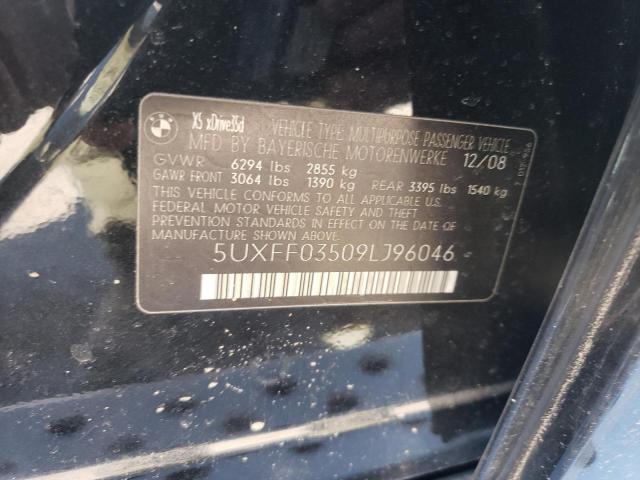 X5 xDrive35d
VEHICLE TYPE: MULTIPURPOSE PASSENGER VEHICLE
MFD BY BAYERISCHE MOTORENWERKE 12/08
GVWR 6294 lbs 2855 kg
GAWR FRONT 3064 lbs 1390 kg REAR 3395 lbs 1540 kg
THIS VEHICLE CONFORMS TO ALL APPLICABLE U.S.
FEDERAL MOTOR VEHICLE SAFETY AND THEFT
PREVENTION STANDARDS IN EFFECT ON THE DATE OF
MANUFACTURE SHOWN ABOVE.
5UXFF03509LJ96046